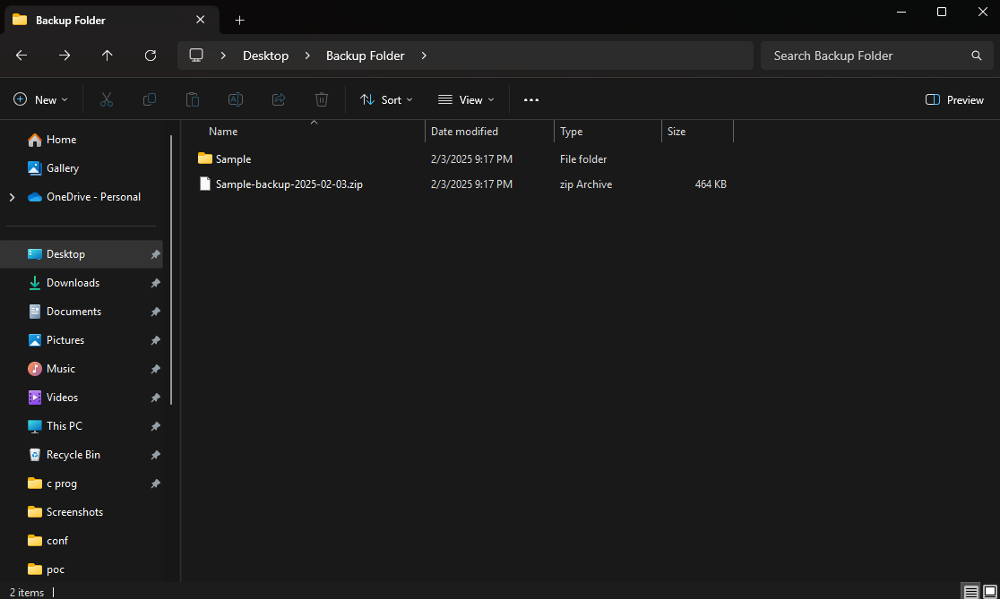 Backup Folder
Desktop > Backup Folder >
Search Backup Folder
New
Sort
View
Preview
Name Date modified Type Size
Sample 2/3/2025 9:17 PM File folder
Sample-backup-2025-02-03.zip 2/3/2025 9:17 PM zip Archive 464 KB
Home
Gallery
OneDrive - Personal
Desktop
Downloads
Documents
Pictures
Music
Videos
This PC
Recycle Bin
c prog
Screenshots
conf
poc
2 items